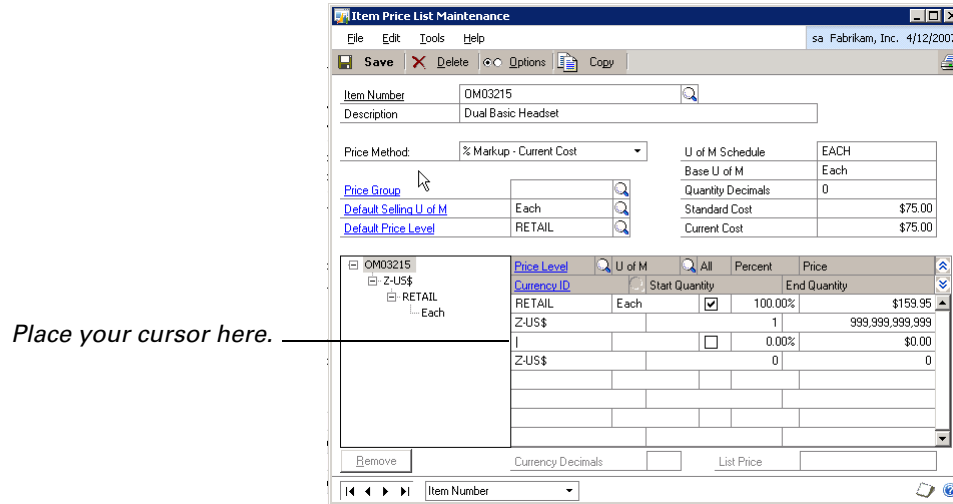 Item Price List Maintenance
File Edit Tools Help sa Fabrikam, Inc. 4/12/2007
Save Delete Options Copy
Item Number OM03215
Description Dual Basic Headset
Price Method: % Markup - Current Cost U of M Schedule EACH
Base U of M Each
Price Group Quantity Decimals 0
Default Selling U of M Each Standard Cost $75.00
Default Price Level RETAIL Current Cost $75.00
OM03215 Price Level U of M All Percent Price
Z-US$ Currency ID Start Quantity End Quantity
RETAIL RETAIL Each 100.00% $159.95
Each Z-US$ 1 999,999,999,999
Place your cursor here. 0.00% $0.00
Z-US$ 0 0
Remove Currency Decimals List Price
Item Number